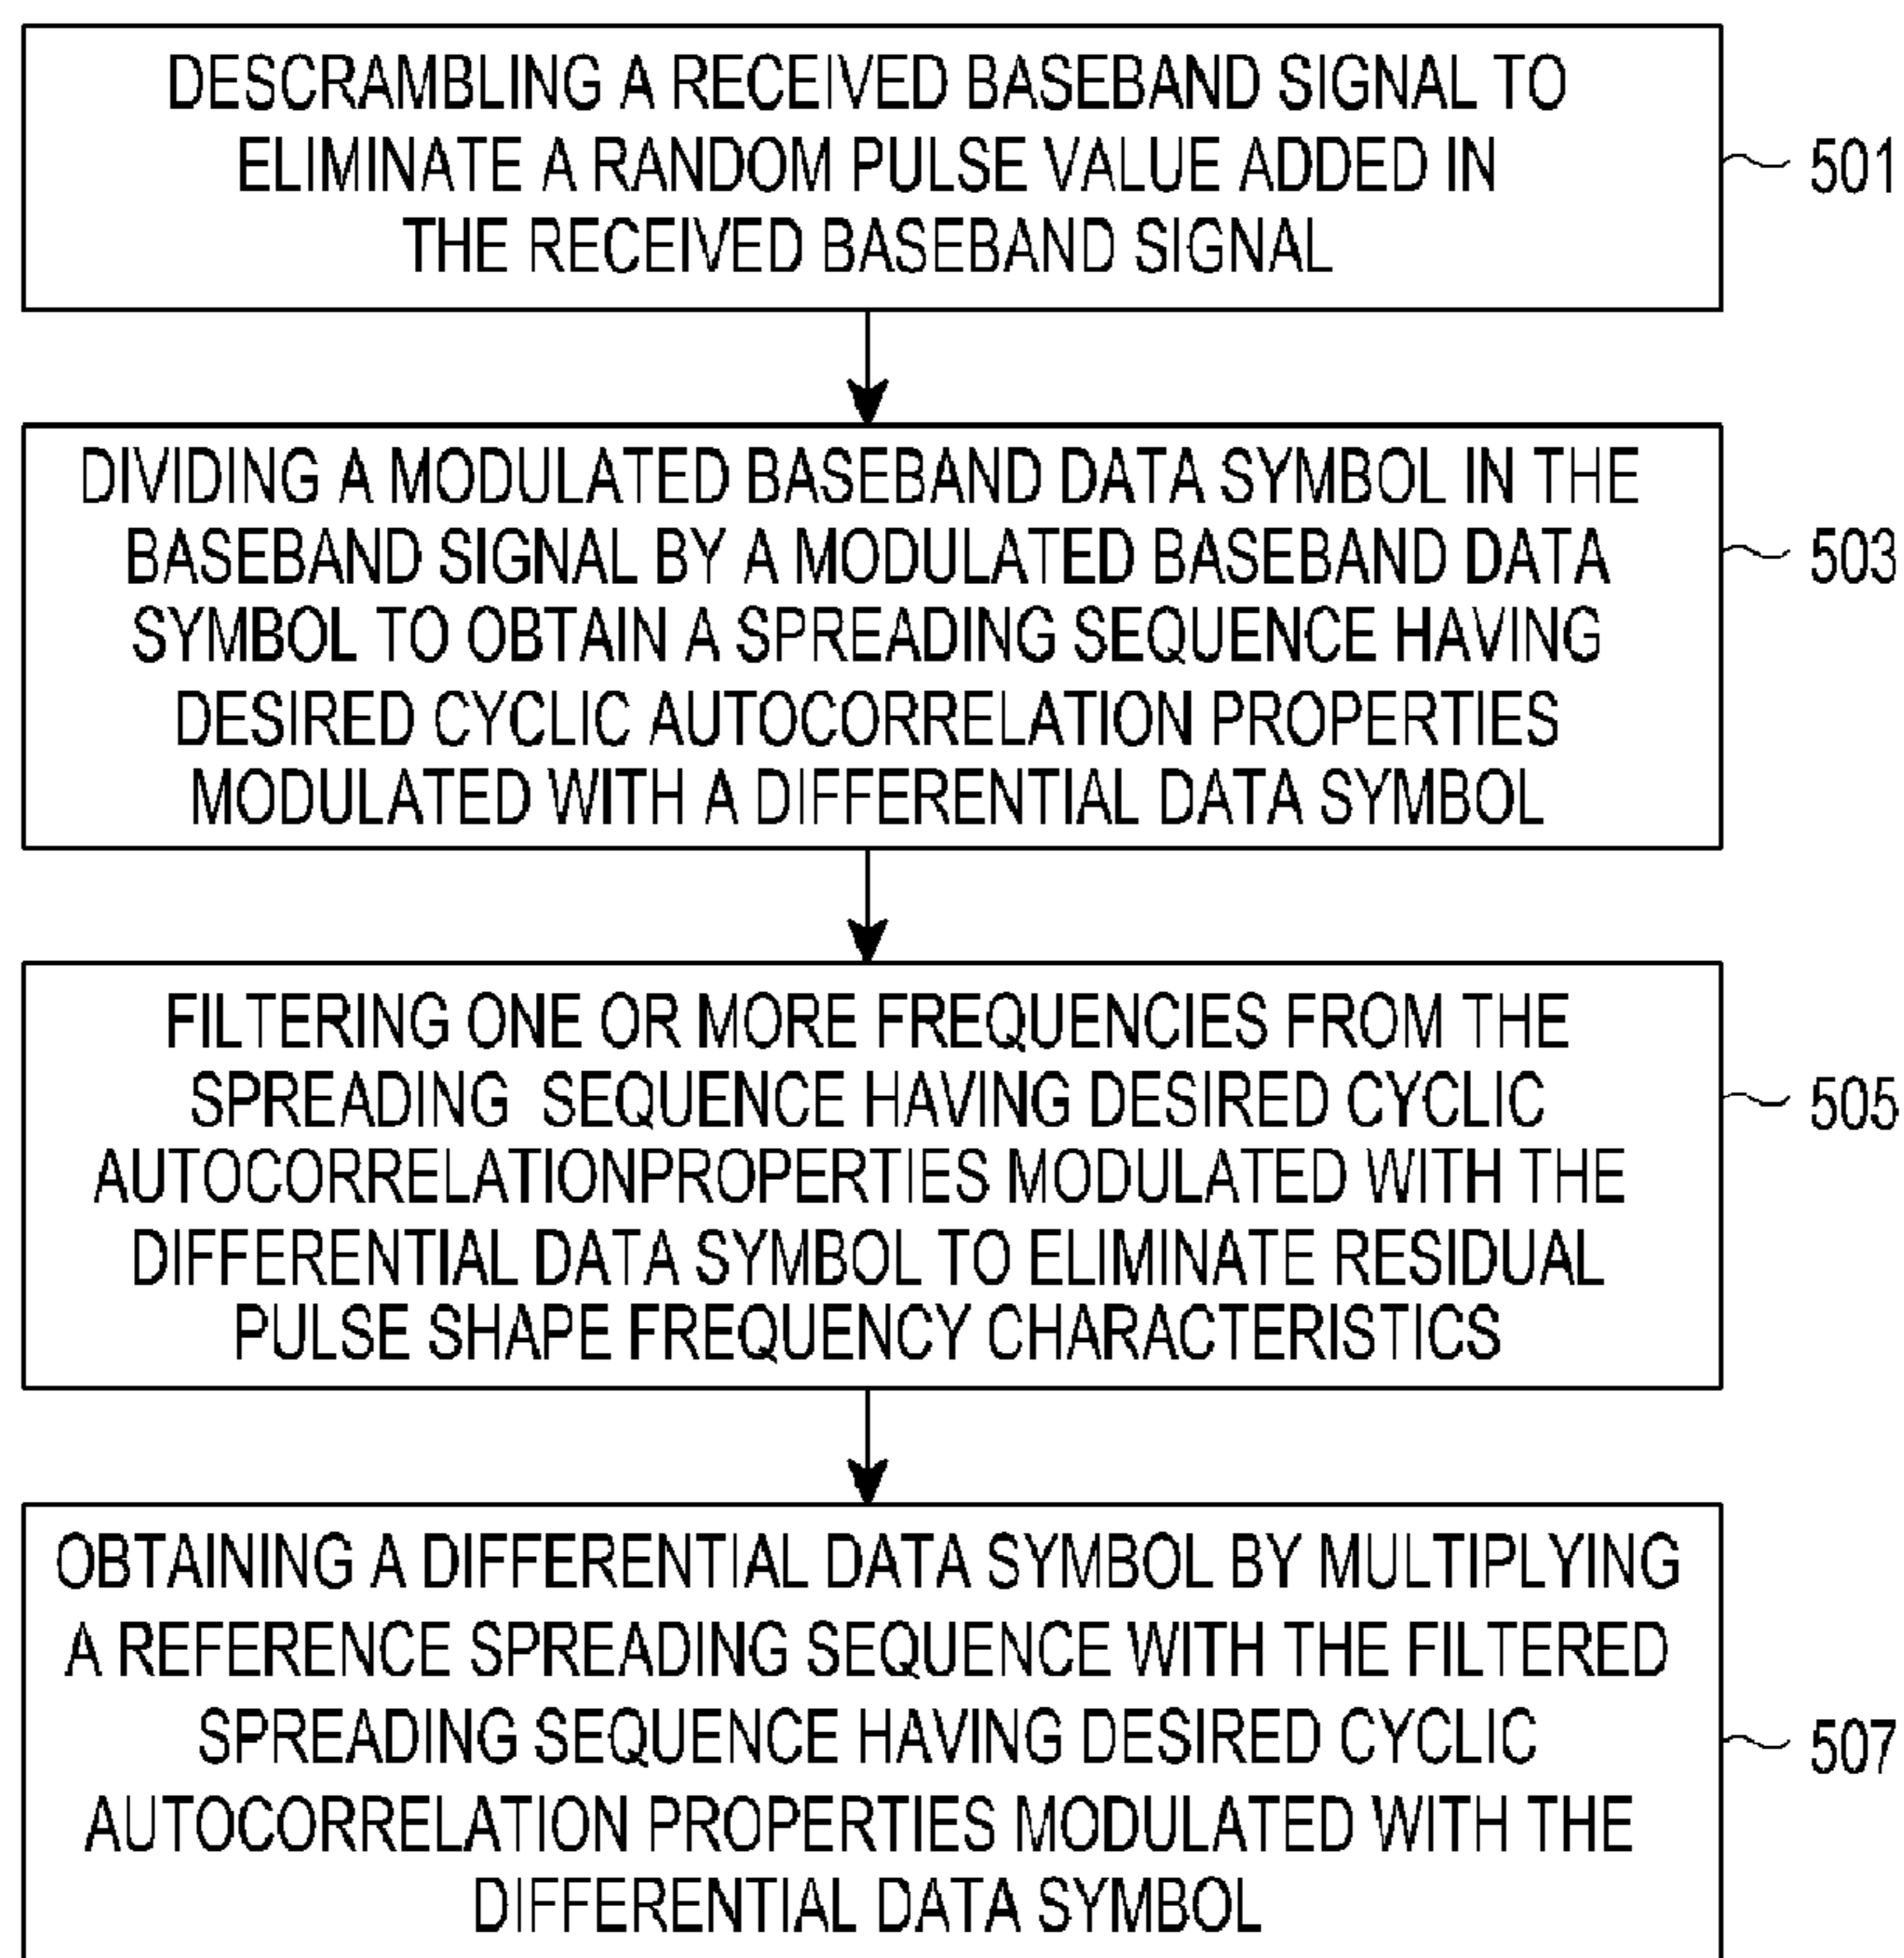 DESCRAMBLING A RECEIVED BASEBAND SIGNAL TO
ELIMINATE A RANDOM PULSE VALUE ADDED IN
THE RECEIVED BASEBAND SIGNAL
501
DIVIDING A MODULATED BASEBAND DATA SYMBOL IN THE
BASEBAND SIGNAL BY A MODULATED BASEBAND DATA
SYMBOL TO OBTAIN A SPREADING SEQUENCE HAVING
DESIRED CYCLIC AUTOCORRELATION PROPERTIES
MODULATED WITH A DIFFERENTIAL DATA SYMBOL
503
FILTERING ONE OR MORE FREQUENCIES FROM THE
SPREADING SEQUENCE HAVING DESIRED CYCLIC
AUTOCORRELATIONPROPERTIES MODULATED WITH THE
DIFFERENTIAL DATA SYMBOL TO ELIMINATE RESIDUAL
PULSE SHAPE FREQUENCY CHARACTERISTICS
505
OBTAINING A DIFFERENTIAL DATA SYMBOL BY MULTIPLYING
A REFERENCE SPREADING SEQUENCE WITH THE FILTERED
SPREADING SEQUENCE HAVING DESIRED CYCLIC
AUTOCORRELATION PROPERTIES MODULATED WITH THE
DIFFERENTIAL DATA SYMBOL
507